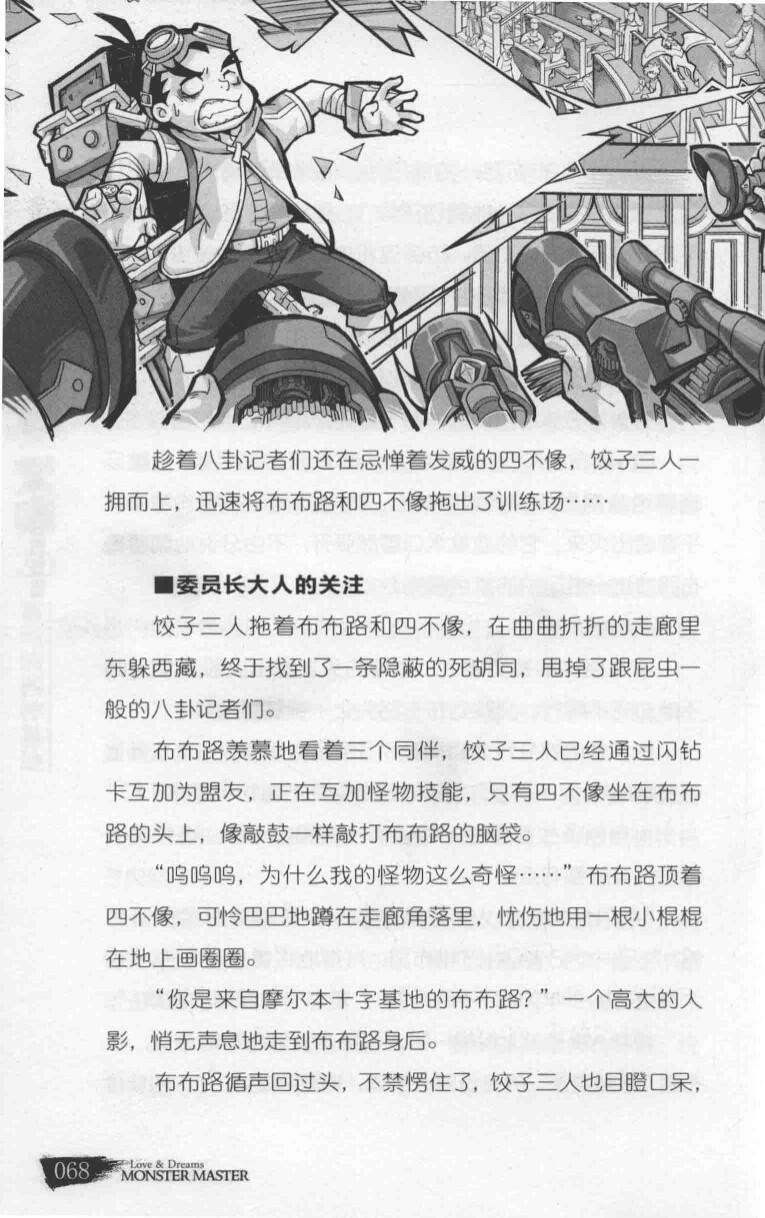 趁着八卦记者们还在忌惮着发威的四不像，饺子三人一
拥而上，迅速将布布路和四不像拖出了训练场……
■委员长大人的关注
饺子三人拖着布布路和四不像，在曲曲折折的走廊里
东躲西藏，终于找到了一条隐蔽的死胡同，甩掉了跟屁虫一
般的八卦记者们。
布布路羡慕地看着三个同伴，饺子三人已经通过闪钻
卡互加为盟友，正在互加怪物技能，只有四不像坐在布布
路的头上，像敲鼓一样敲打布布路的脑袋。
“呜呜呜，为什么我的怪物这么奇怪……”布布路顶着
四不像，可怜巴巴地蹲在走廊角落里，忧伤地用一根小棍棍
在地上画圈圈。
“你是来自摩尔本十字基地的布布路？”一个高大的人
影，悄无声息地走到布布路身后。
布布路循声回过头，不禁愣住了，饺子三人也目瞪口呆，
068
Love & Dreams
MONSTER MASTER